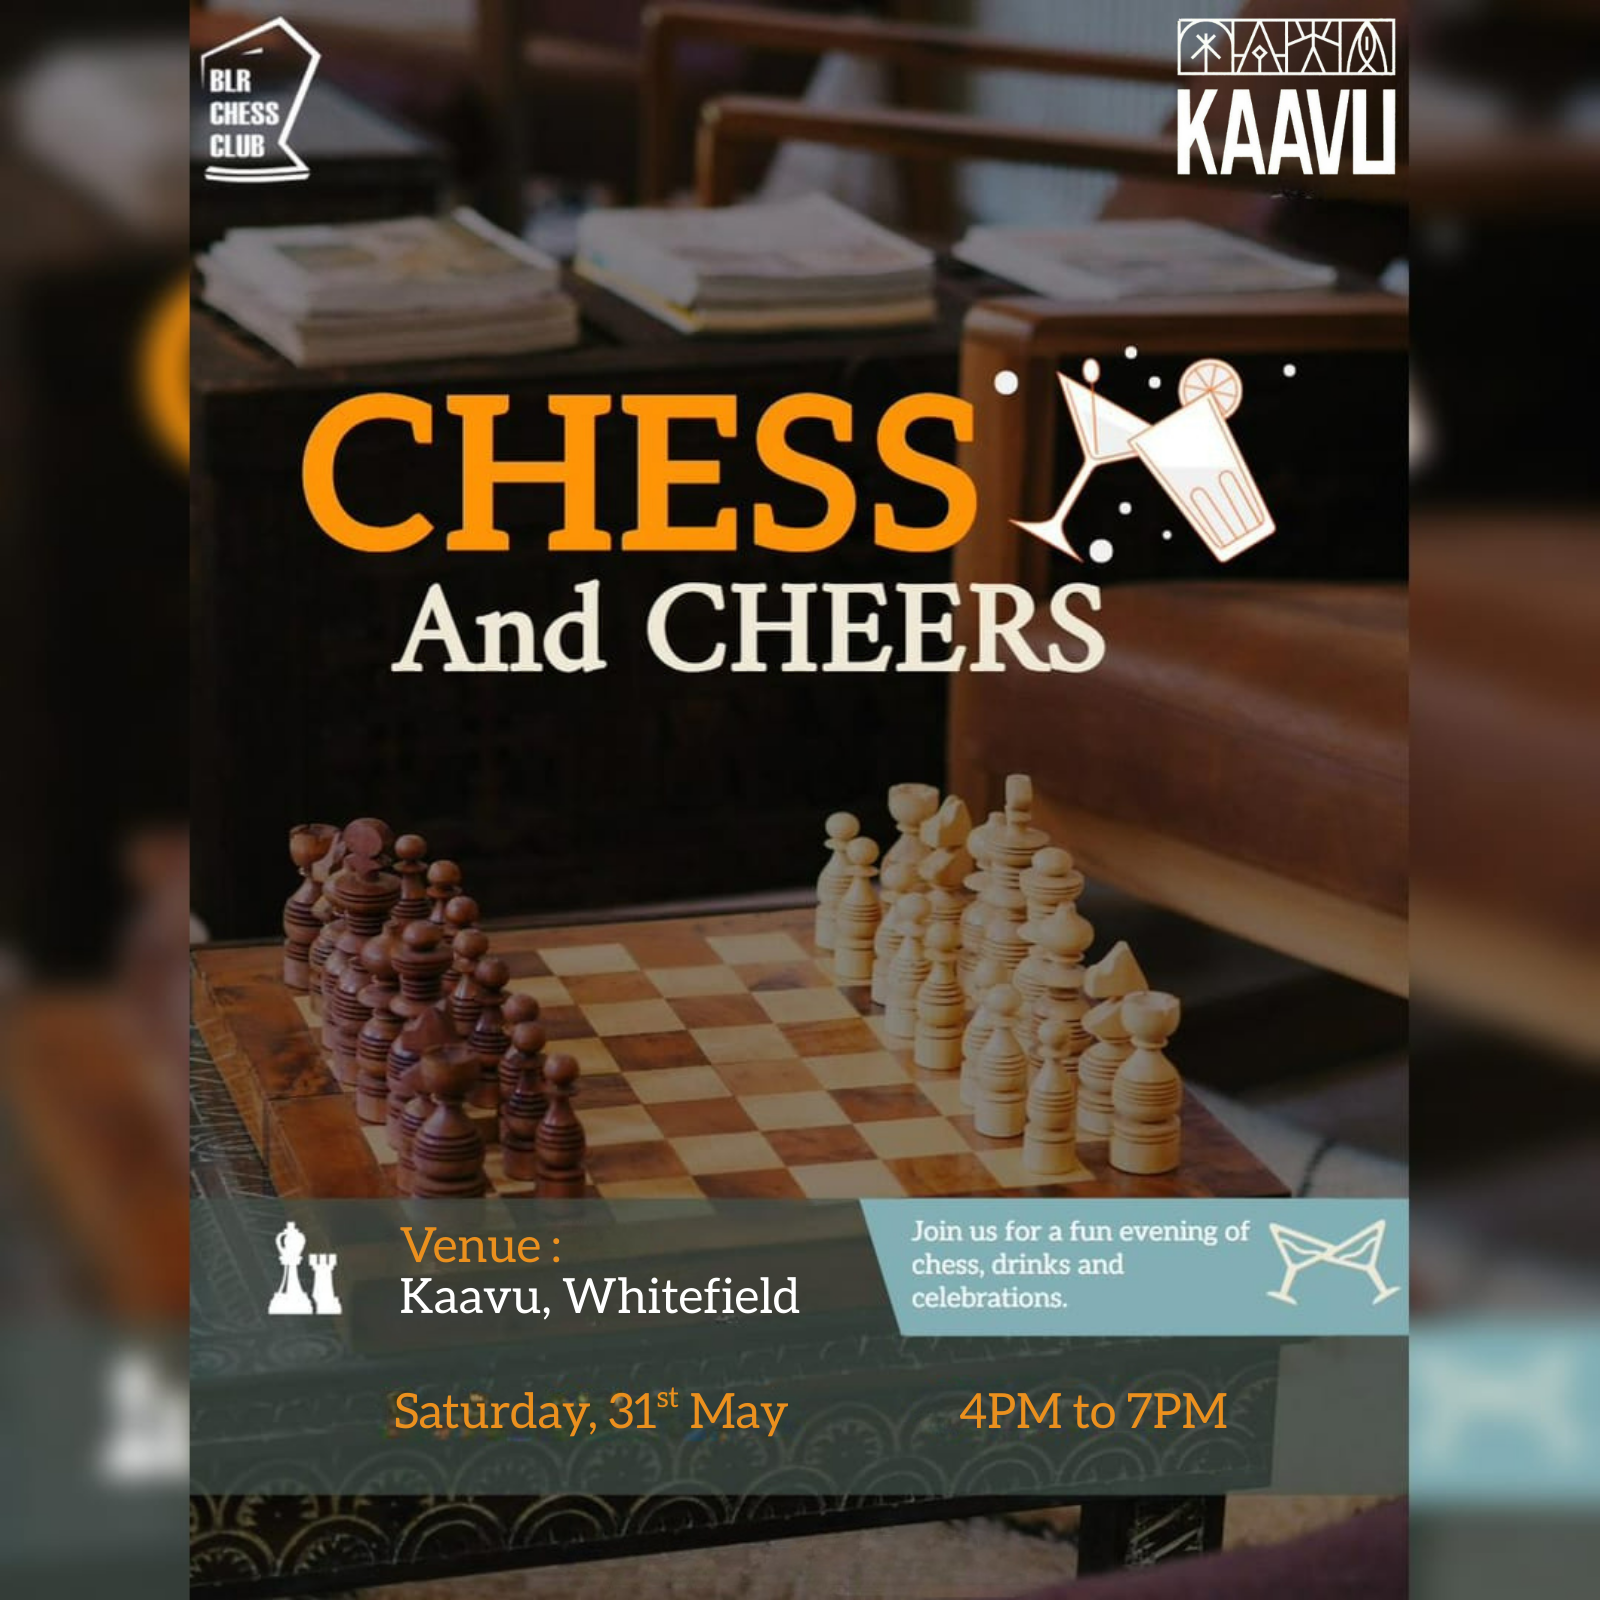 BLR
CHESS
CLUB
KAAVU
CHESS
And CHEERS
Venue :
Kaavu, Whitefield
Join us for a fun evening of
chess, drinks and
celebrations.
Saturday, 31st May
4PM to 7PM